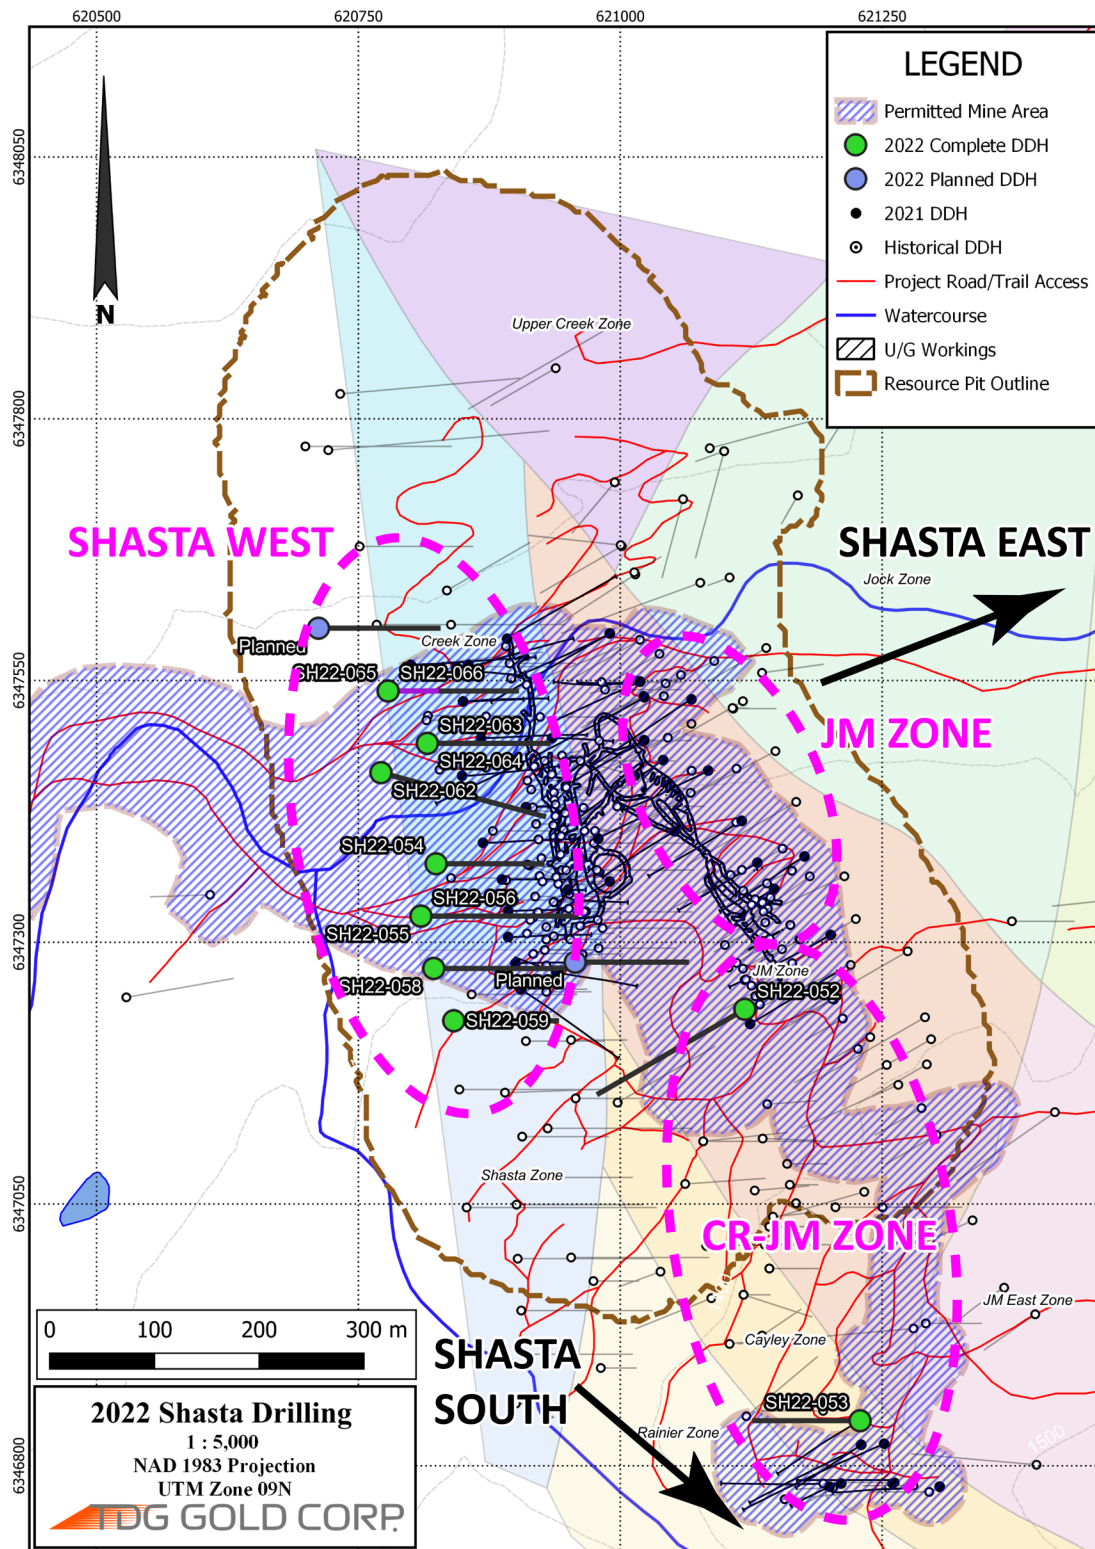 620500
620750
621000
621250
6348050
6347800
6347550
6347300
6347050
6346800
LEGEND
Permitted Mine Area
2022 Complete DDH
2022 Planned DDH
2021 DDH
Historical DDH
Project Road/Trail Access
Watercourse
U/G Workings
Resource Pit Outline
N
Upper Creek Zone
SHASTA WEST
SHASTA EAST
Jock Zone
Planned
Creek Zone
SH22-065
SH22-066
SH22-063
JM ZONE
SH22-064
SH22-062
SH22-054
SH22-056
SH22-055
JM Zone
SH22-058
Planned
SH22-052
SH22-059
Shasta Zone
CR-JM ZONE
JM East Zone
Cayley Zone
SHASTA
SOUTH
SH22-053
Rainier Zone
1500
0 100 200 300 m
2022 Shasta Drilling
1 : 5,000
NAD 1983 Projection
UTM Zone 09N
TDG GOLD CORP.